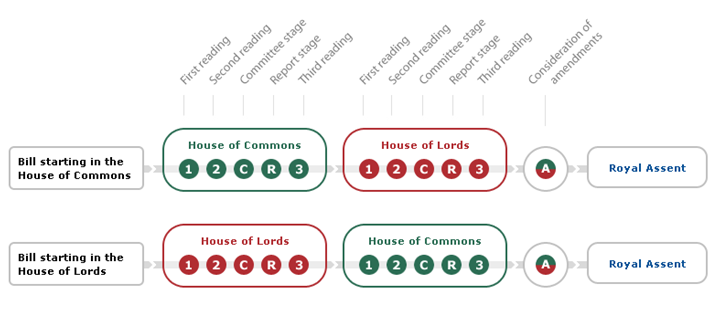 First reading
Second reading
Committee stage
Report stage
Third reading
First reading
Second reading
Committee stage
Report stage
Third reading
Consideration of
amendments
Bill starting in the
House of Commons
House of Commons
1 2 C R 3
House of Lords
1 2 C R 3
A
Royal Assent
Bill starting in the
House of Lords
House of Lords
1 2 C R 3
House of Commons
1 2 C R 3
A
Royal Assent